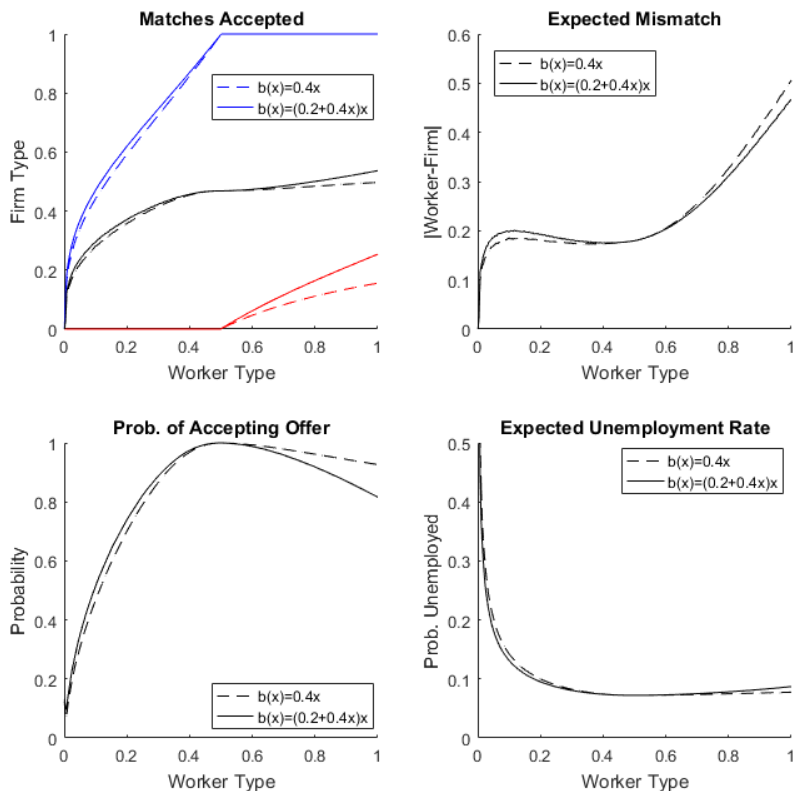 Matches Accepted
1
0.8
0.6
0.4
0.2
0
Firm Type
b(x)=0.4x
b(x)=(0.2+0.4x)x
0 0.2 0.4 0.6 0.8 1
Worker Type
Expected Mismatch
0.6
0.5
0.4
0.3
0.2
0.1
0
|Worker-Firm|
b(x)=0.4x
b(x)=(0.2+0.4x)x
0 0.2 0.4 0.6 0.8 1
Worker Type
Prob. of Accepting Offer
1
0.8
0.6
0.4
0.2
0
Probability
b(x)=0.4x
b(x)=(0.2+0.4x)x
0 0.2 0.4 0.6 0.8 1
Worker Type
Expected Unemployment Rate
0.5
0.4
0.3
0.2
0.1
0
Prob. Unemployed
b(x)=0.4x
b(x)=(0.2+0.4x)x
0 0.2 0.4 0.6 0.8 1
Worker Type